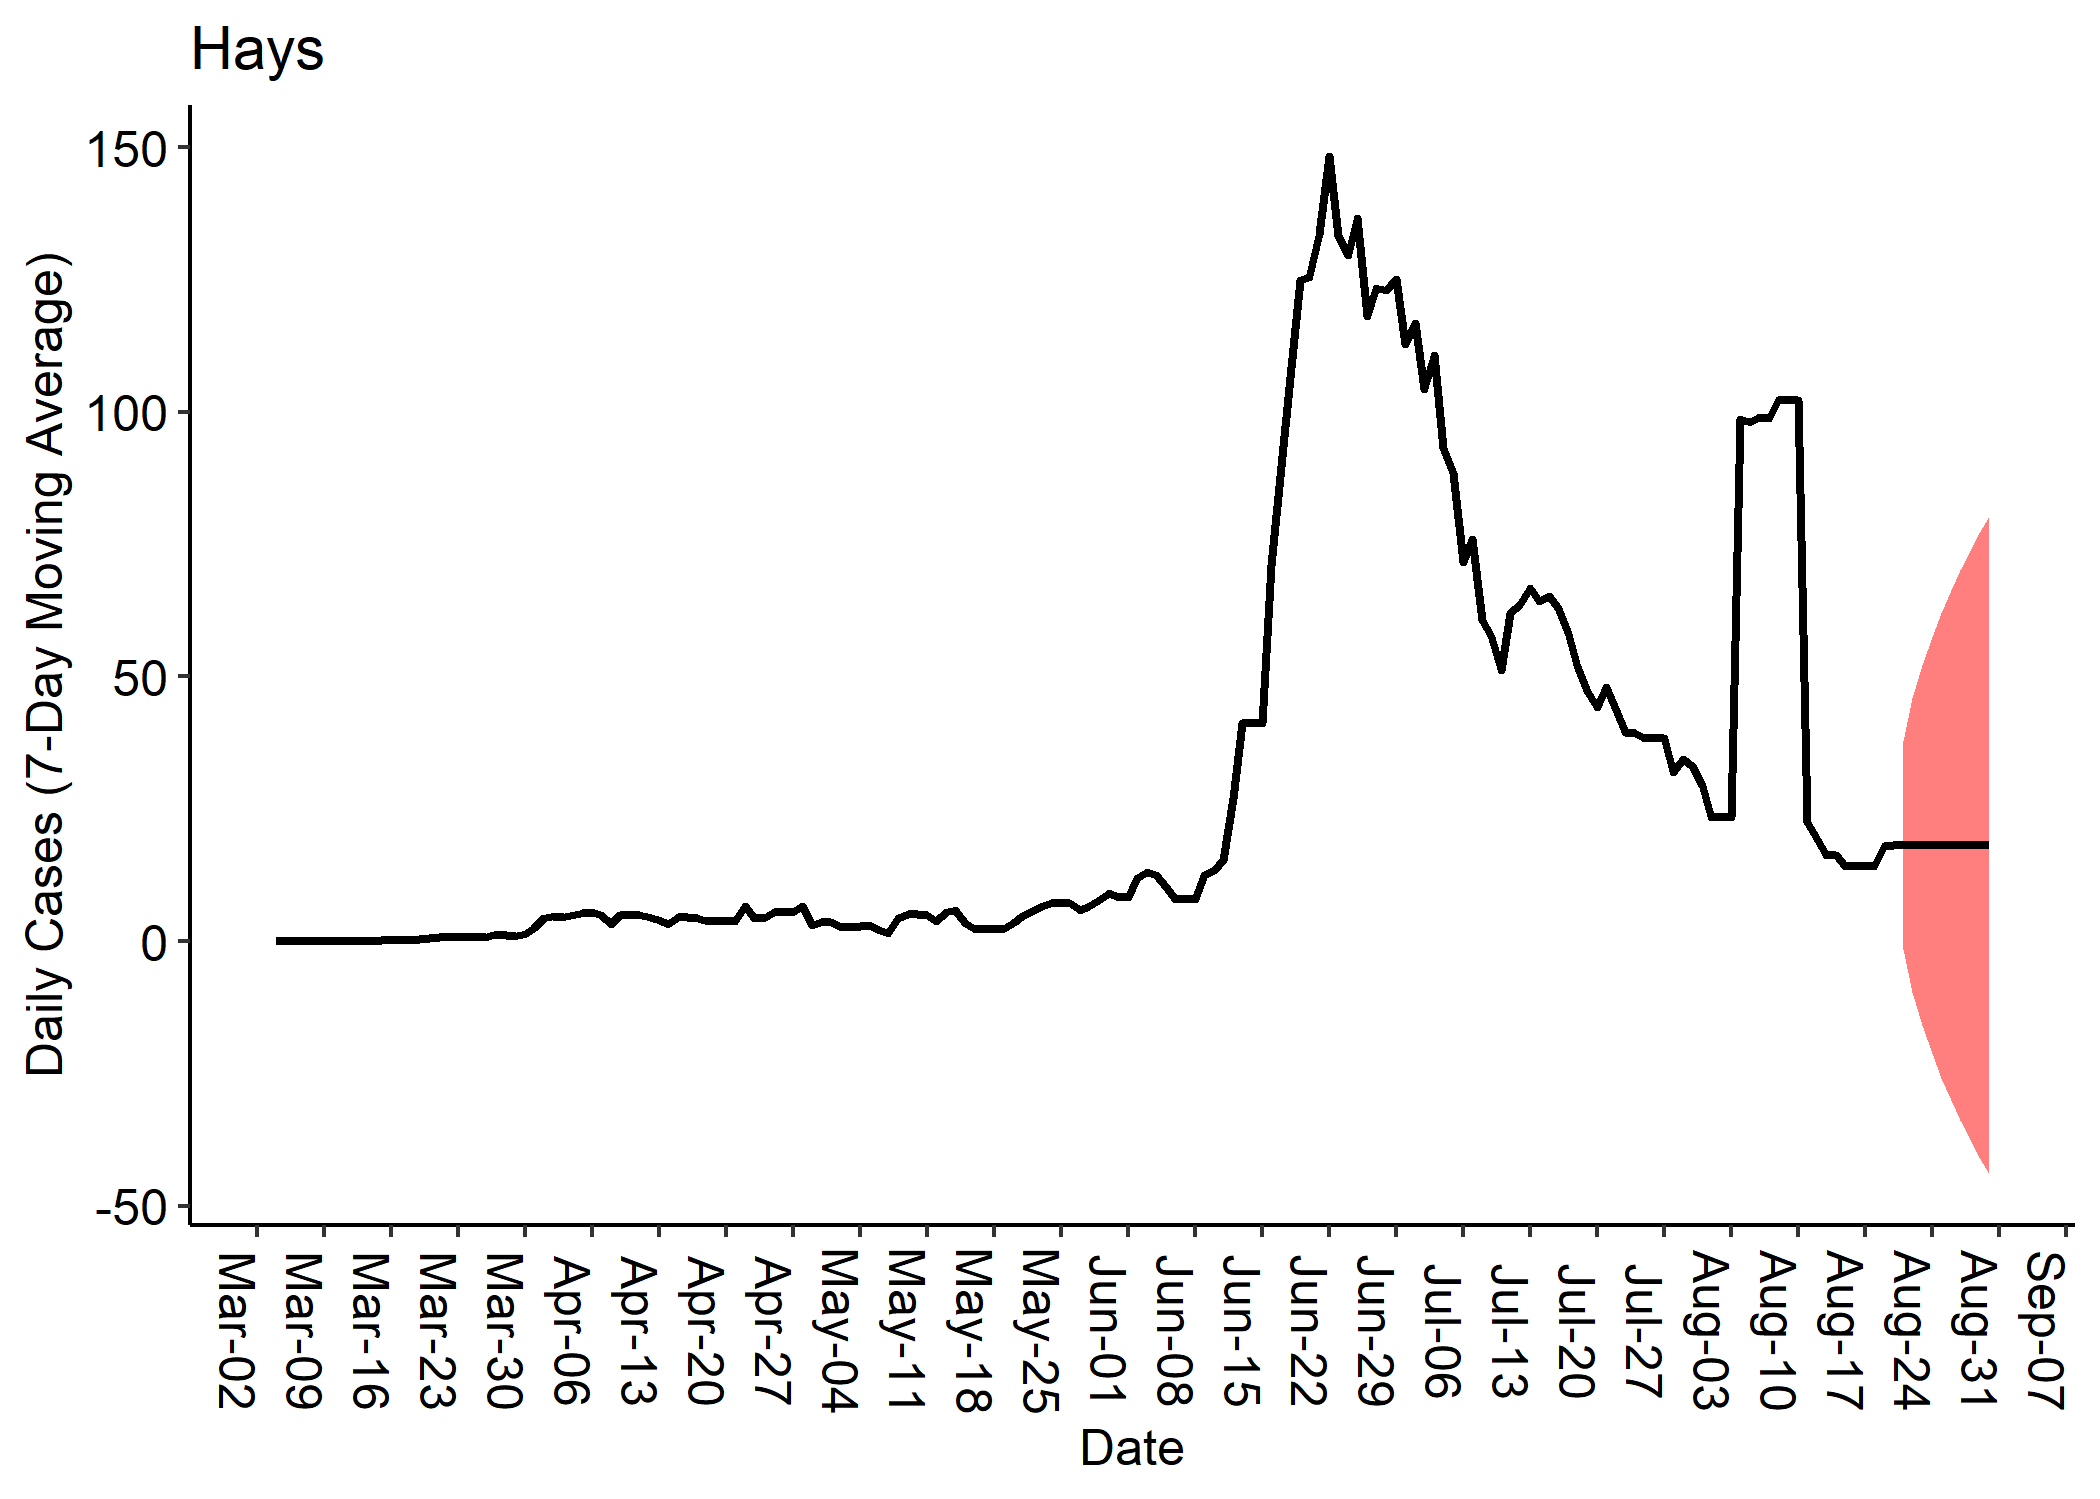 Hays
Daily Cases (7-Day Moving Average)
150
100
50
0
-50
Mar-02
Mar-09
Mar-16
Mar-23
Mar-30
Apr-06
Apr-13
Apr-20
Apr-27
May-04
May-11
May-18
May-25
Jun-01
Jun-08
Jun-15
Jun-22
Jun-29
Jul-06
Jul-13
Jul-20
Jul-27
Aug-03
Aug-10
Aug-17
Aug-24
Aug-31
Sep-07
Date